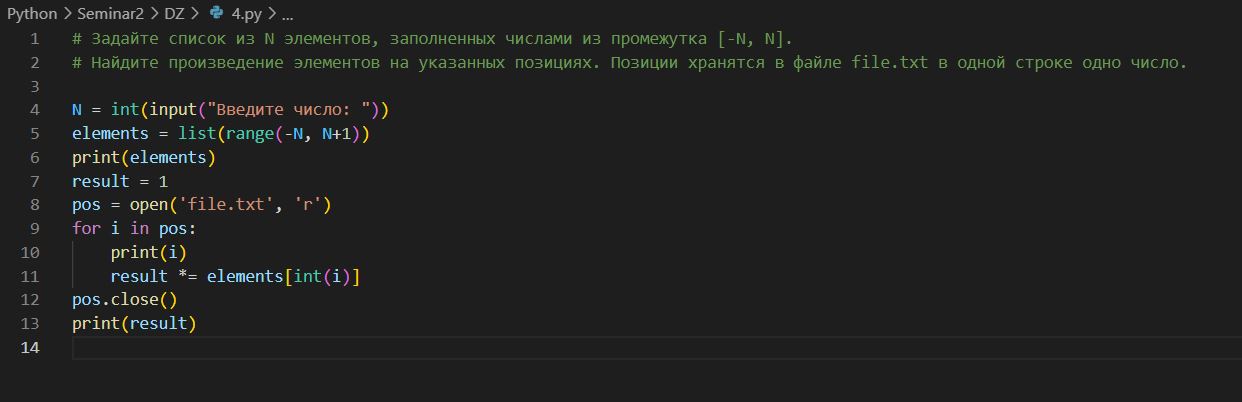 Python > Seminar2 > DZ > 4.py > ...
1 # Задайте список из N элементов, заполненных числами из промежутка [-N, N].
2 # Найдите произведение элементов на указанных позициях. Позиции хранятся в файле file.txt в одной строке одно число.
3
4 N = int(input("Введите число: "))
5 elements = list(range(-N, N+1))
6 print(elements)
7 result = 1
8 pos = open('file.txt', 'r')
9 for i in pos:
10     print(i)
11     result *= elements[int(i)]
12 pos.close()
13 print(result)
14